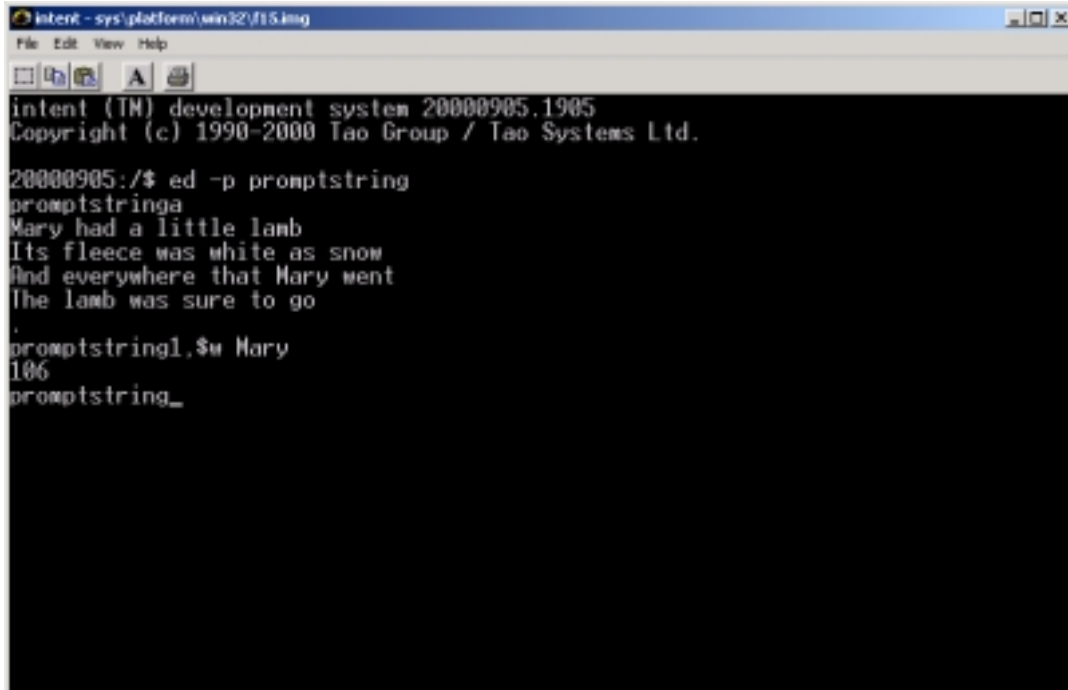 intent - sys\platform\win32\f15.img
File Edit View Help
A
intent (TM) development system 20000905.1905
Copyright (c) 1990-2000 Tao Group / Tao Systems Ltd.
20000905:/$ ed -p promptstring
promptstringa
Mary had a little lamb
Its fleece was white as snow
And everywhere that Mary went
The lamb was sure to go
.
promptstring1,$w Mary
106
promptstring_